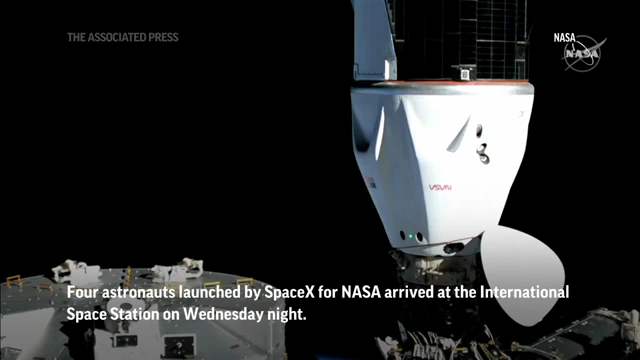 THE ASSOCIATED PRESS
NASA
NASA
NASA
Four astronauts launched by SpaceX for NASA arrived at the International
Space Station on Wednesday night.